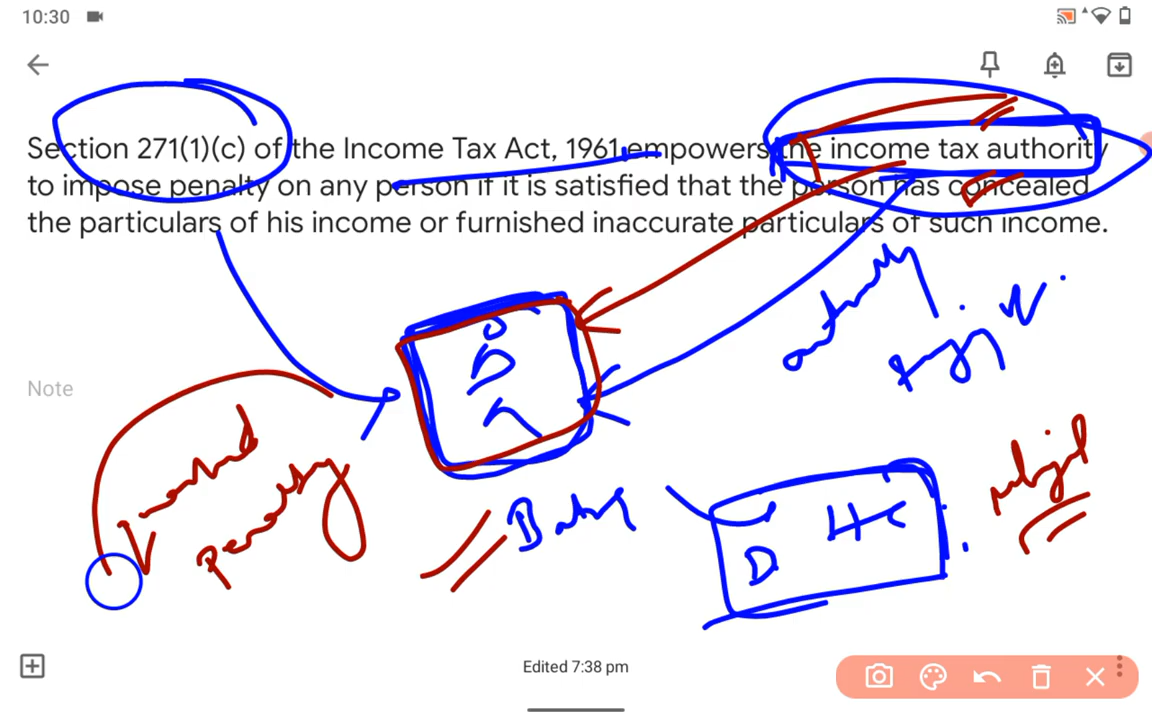 10:30
Section 271(1)(c) of the Income Tax Act, 1961 empowers the income tax authority
to impose penalty on any person if it is satisfied that the person has concealed
the particulars of his income or furnished inaccurate particulars of such income.
Note
penalty
HC
D
Edited 7:38 pm